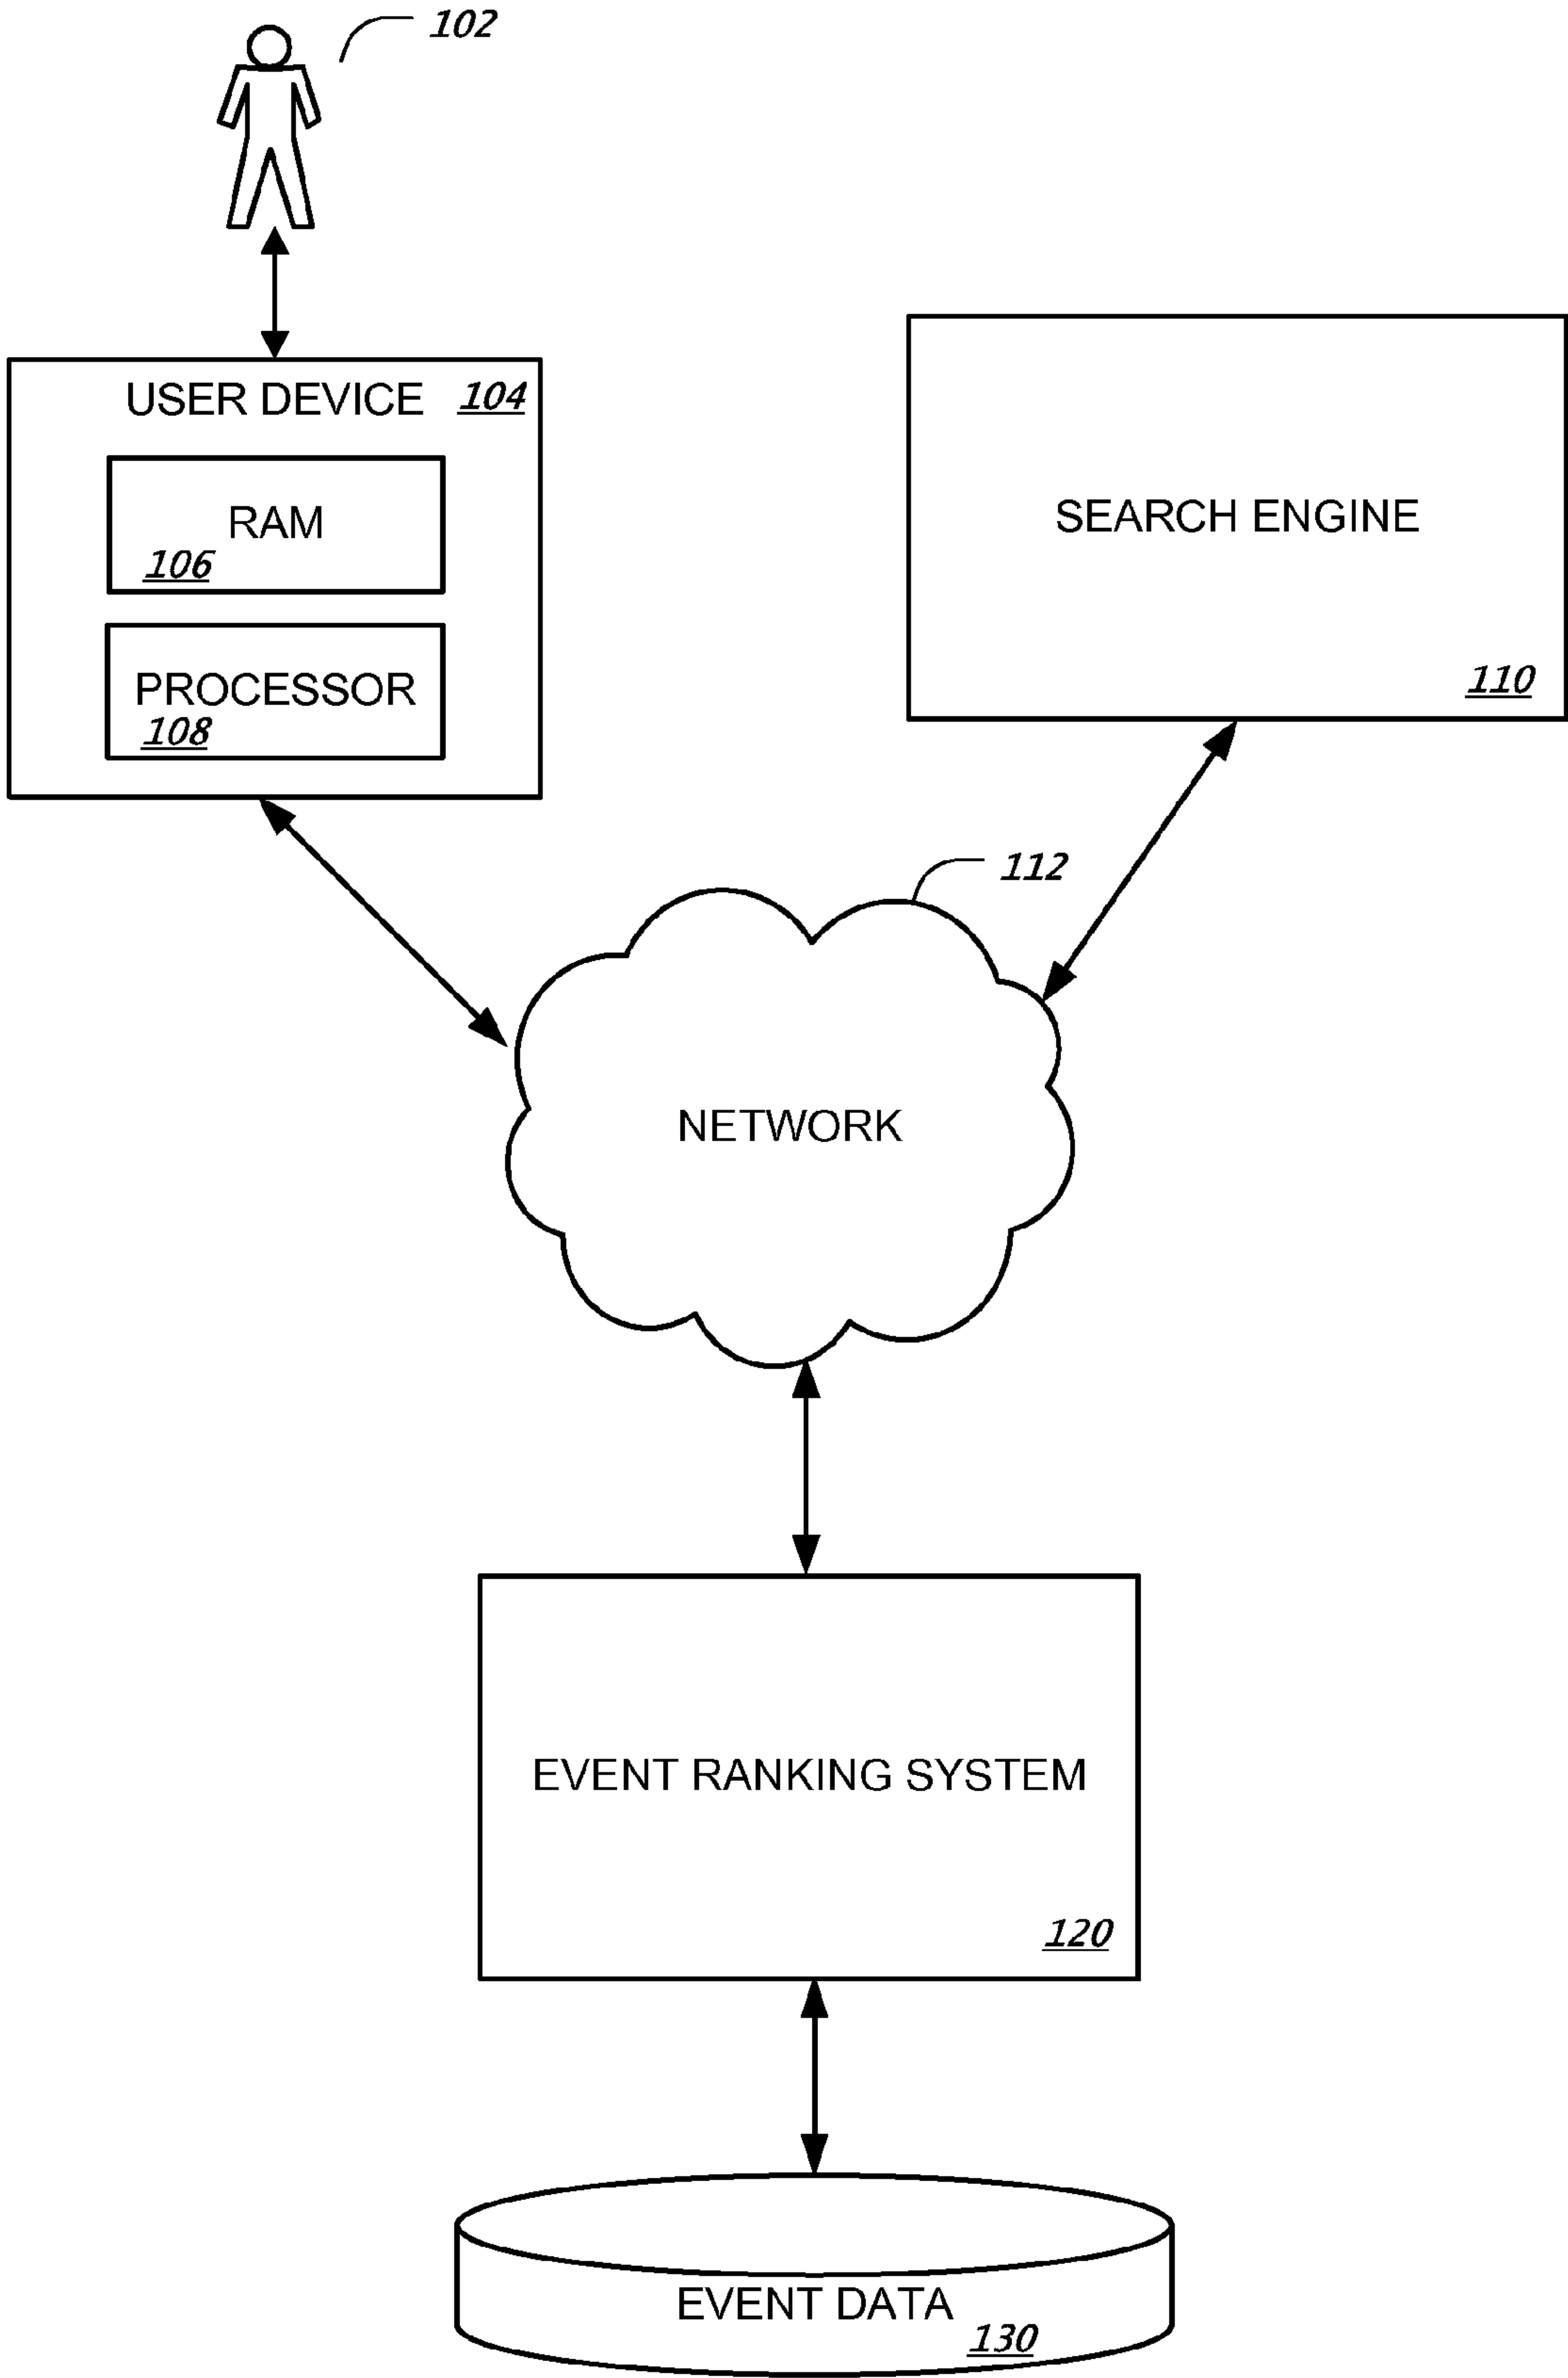 102
USER DEVICE 104
RAM
106
PROCESSOR
108
SEARCH ENGINE
110
112
NETWORK
EVENT RANKING SYSTEM
120
EVENT DATA
130